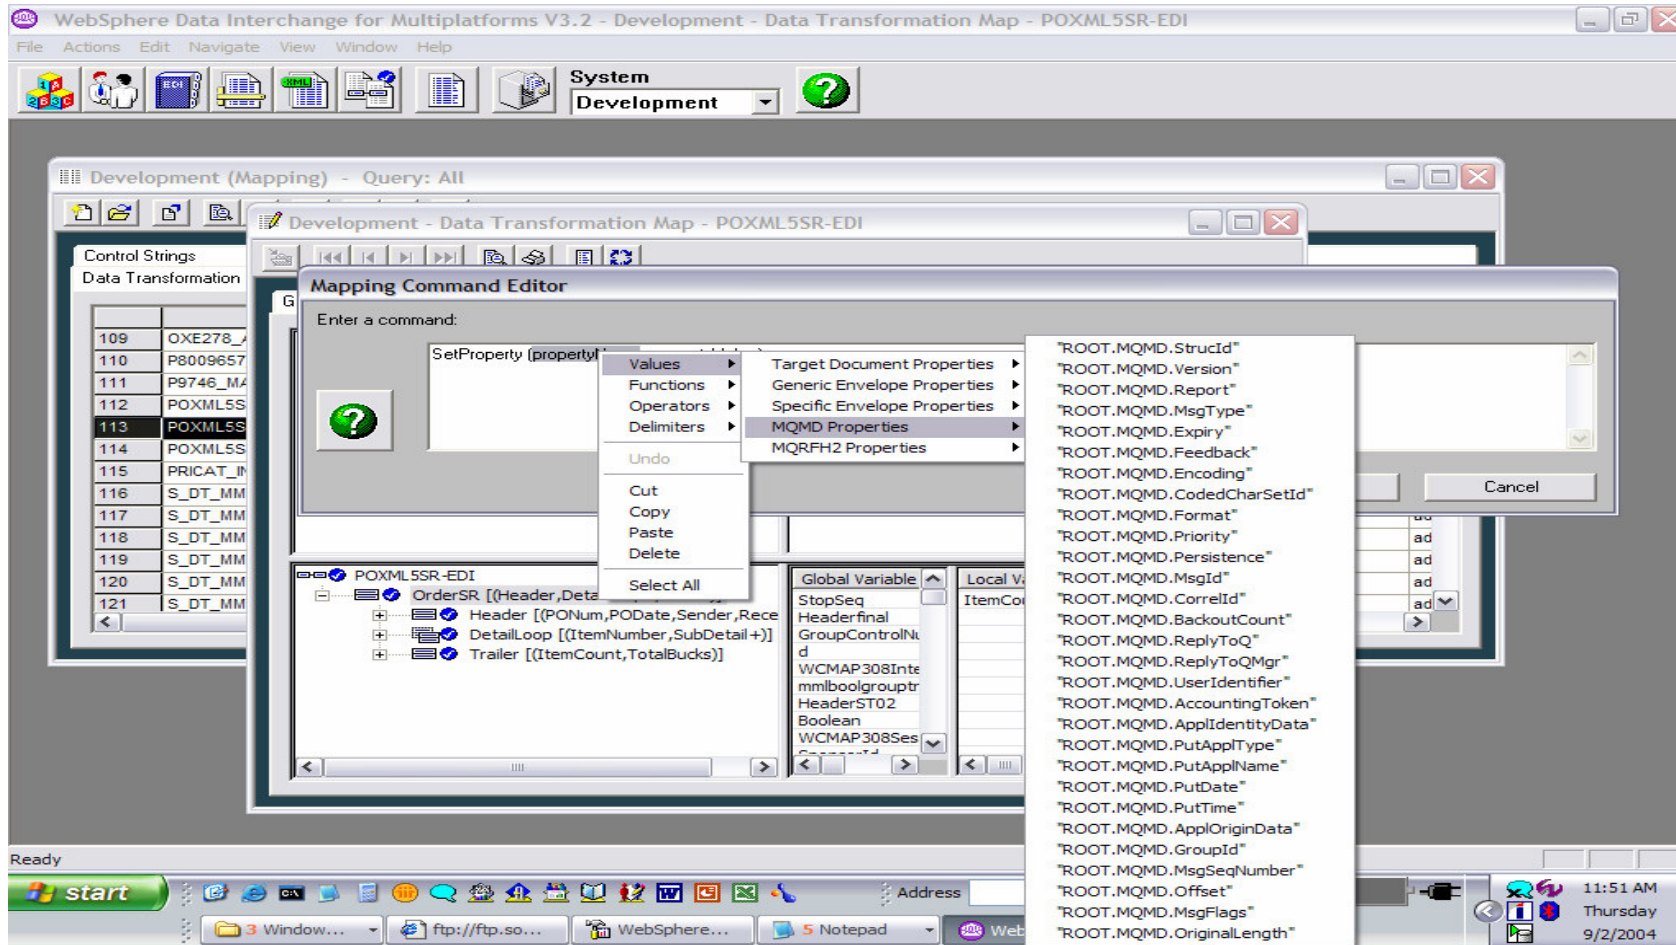 WebSphere Data Interchange for Multiplatforms V3.2 - Development - Data Transformation Map - POXML5SR-EDI
File Actions Edit Navigate View Window Help
System
Development
Development (Mapping) - Query: All
Development - Data Transformation Map - POXML5SR-EDI
Control Strings
Data Transformation
Mapping Command Editor
Enter a command:
SetProperty (property
Cancel
109 OXE278_
110 P8009657
111 P9746_MA
112 POXML5S
113 POXML5S
114 POXML5S
115 PRICAT_IN
116 S_DT_MM
117 S_DT_MM
118 S_DT_MM ad
119 S_DT_MM ad
120 S_DT_MM ad
121 S_DT_MM ad
Values
Functions
Operators
Delimiters
Undo
Cut
Copy
Paste
Delete
Select All
Target Document Properties
Generic Envelope Properties
Specific Envelope Properties
MQMD Properties
MQRFH2 Properties
"ROOT.MQMD.StrucId"
"ROOT.MQMD.Version"
"ROOT.MQMD.Report"
"ROOT.MQMD.MsgType"
"ROOT.MQMD.Expiry"
"ROOT.MQMD.Feedback"
"ROOT.MQMD.Encoding"
"ROOT.MQMD.CodedCharSetId"
"ROOT.MQMD.Format"
"ROOT.MQMD.Priority"
"ROOT.MQMD.Persistence"
"ROOT.MQMD.MsgId"
"ROOT.MQMD.CorrelId"
"ROOT.MQMD.BackoutCount"
"ROOT.MQMD.ReplyToQ"
"ROOT.MQMD.ReplyToQMgr"
"ROOT.MQMD.UserIdentifier"
"ROOT.MQMD.AccountingToken"
"ROOT.MQMD.ApplIdentityData"
"ROOT.MQMD.PutApplType"
"ROOT.MQMD.PutApplName"
"ROOT.MQMD.PutDate"
"ROOT.MQMD.PutTime"
"ROOT.MQMD.ApplOriginData"
"ROOT.MQMD.GroupId"
"ROOT.MQMD.MsgSeqNumber"
"ROOT.MQMD.Offset"
"ROOT.MQMD.MsgFlags"
"ROOT.MQMD.OriginalLength"
POXML5SR-EDI
OrderSR [(Header,Deta
Header [(PONum,PODate,Sender,Rece
DetailLoop [(ItemNumber,SubDetail+)]
Trailer [(ItemCount,TotalBucks)]
Global Variable
StopSeq
Headerfinal
GroupControlNu
d
WCMAP308Inte
mmlboolgrouptr
HeaderST02
Boolean
WCMAP308Ses
Local Va
ItemCou
Ready
start
Address
3 Window...
ftp://ftp.so...
WebSphere...
5 Notepad
Web
11:51 AM
Thursday
9/2/2004